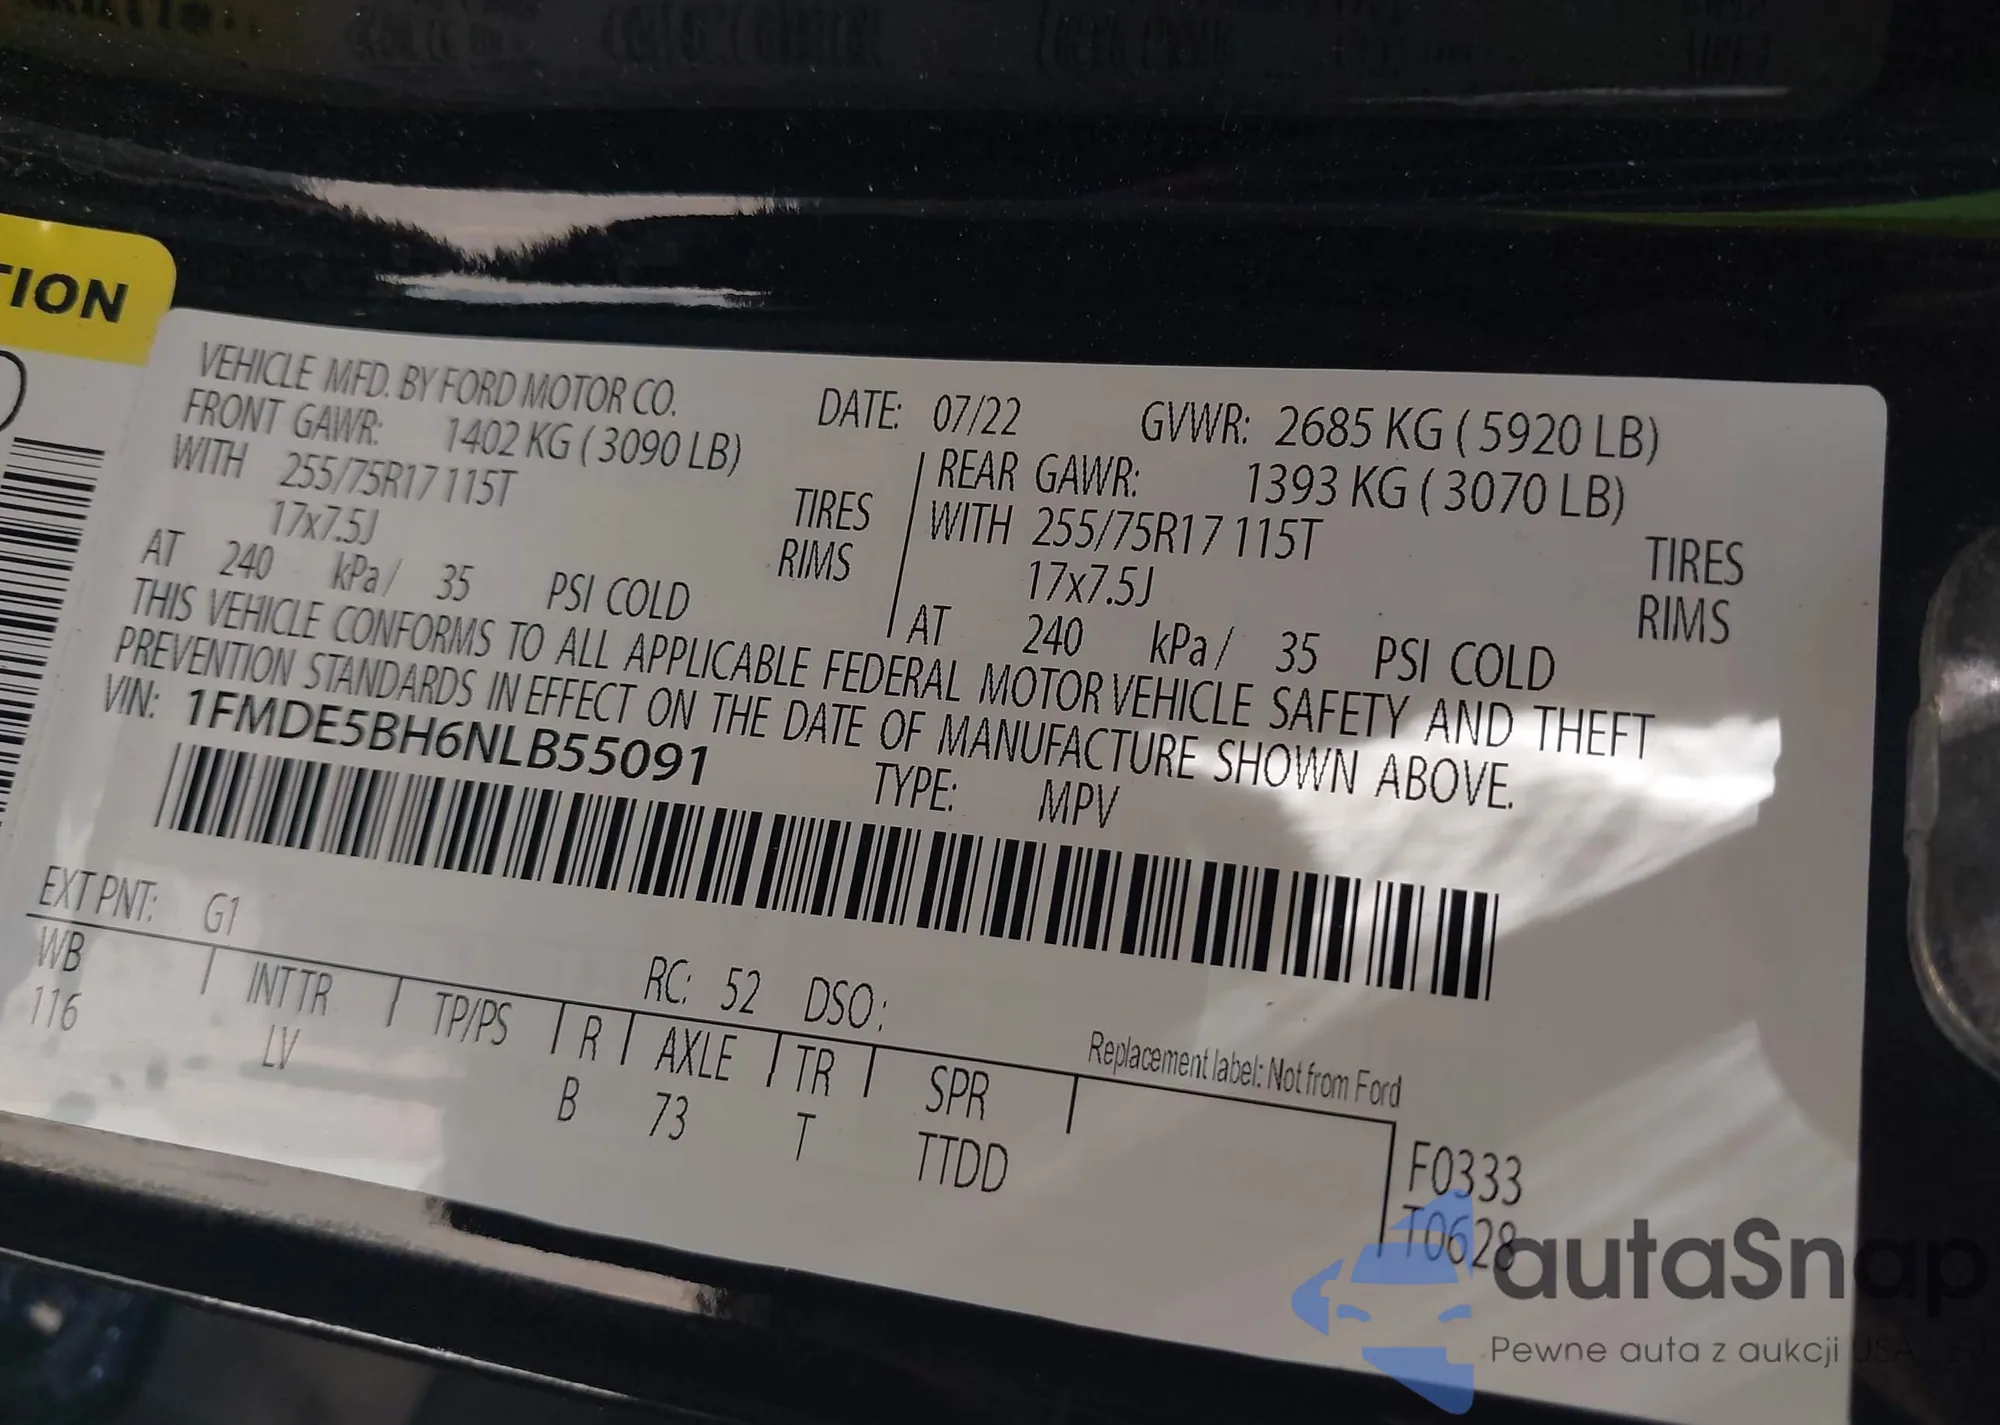 TION
VEHICLE MFD. BY FORD MOTOR CO.
DATE: 07/22 GVWR: 2685 KG ( 5920 LB)
FRONT GAWR: 1402 KG ( 3090 LB)
WITH 255/75R17 115T TIRES
17x7.5J RIMS
AT 240 kPa/ 35 PSI COLD
REAR GAWR: 1393 KG ( 3070 LB)
WITH 255/75R17 115T TIRES
17x7.5J RIMS
AT 240 kPa/ 35 PSI COLD
THIS VEHICLE CONFORMS TO ALL APPLICABLE FEDERAL MOTOR VEHICLE SAFETY AND THEFT
PREVENTION STANDARDS IN EFFECT ON THE DATE OF MANUFACTURE SHOWN ABOVE.
VIN: 1FMDE5BH6NLB55091
TYPE: MPV
EXT PNT: G1 RC: 52 DSO:
WB INT TR TP/PS R AXLE TR SPR
116 LV B 73 T TTDD
Replacement label: Not from Ford
F0333
T0628
autaSnap
Pewne auta z aukcji USA